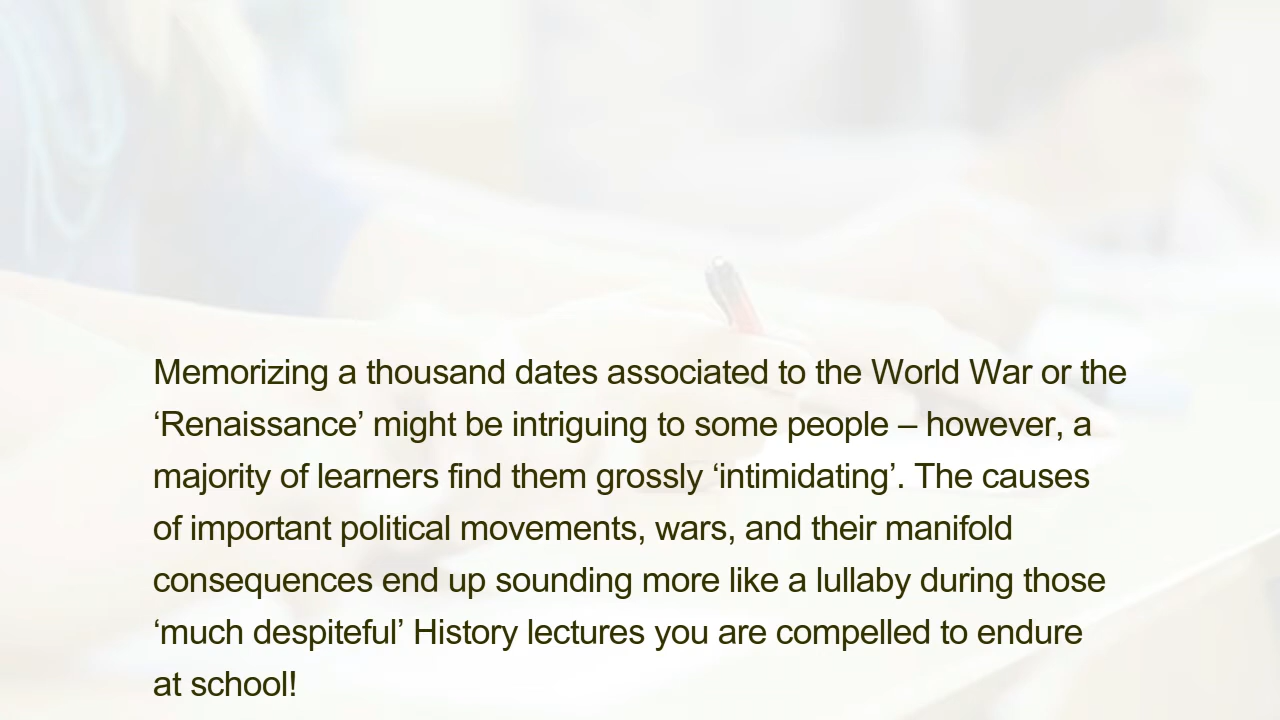 Memorizing a thousand dates associated to the World War or the
‘Renaissance’ might be intriguing to some people – however, a
majority of learners find them grossly ‘intimidating’. The causes
of important political movements, wars, and their manifold
consequences end up sounding more like a lullaby during those
‘much despiteful’ History lectures you are compelled to endure
at school!